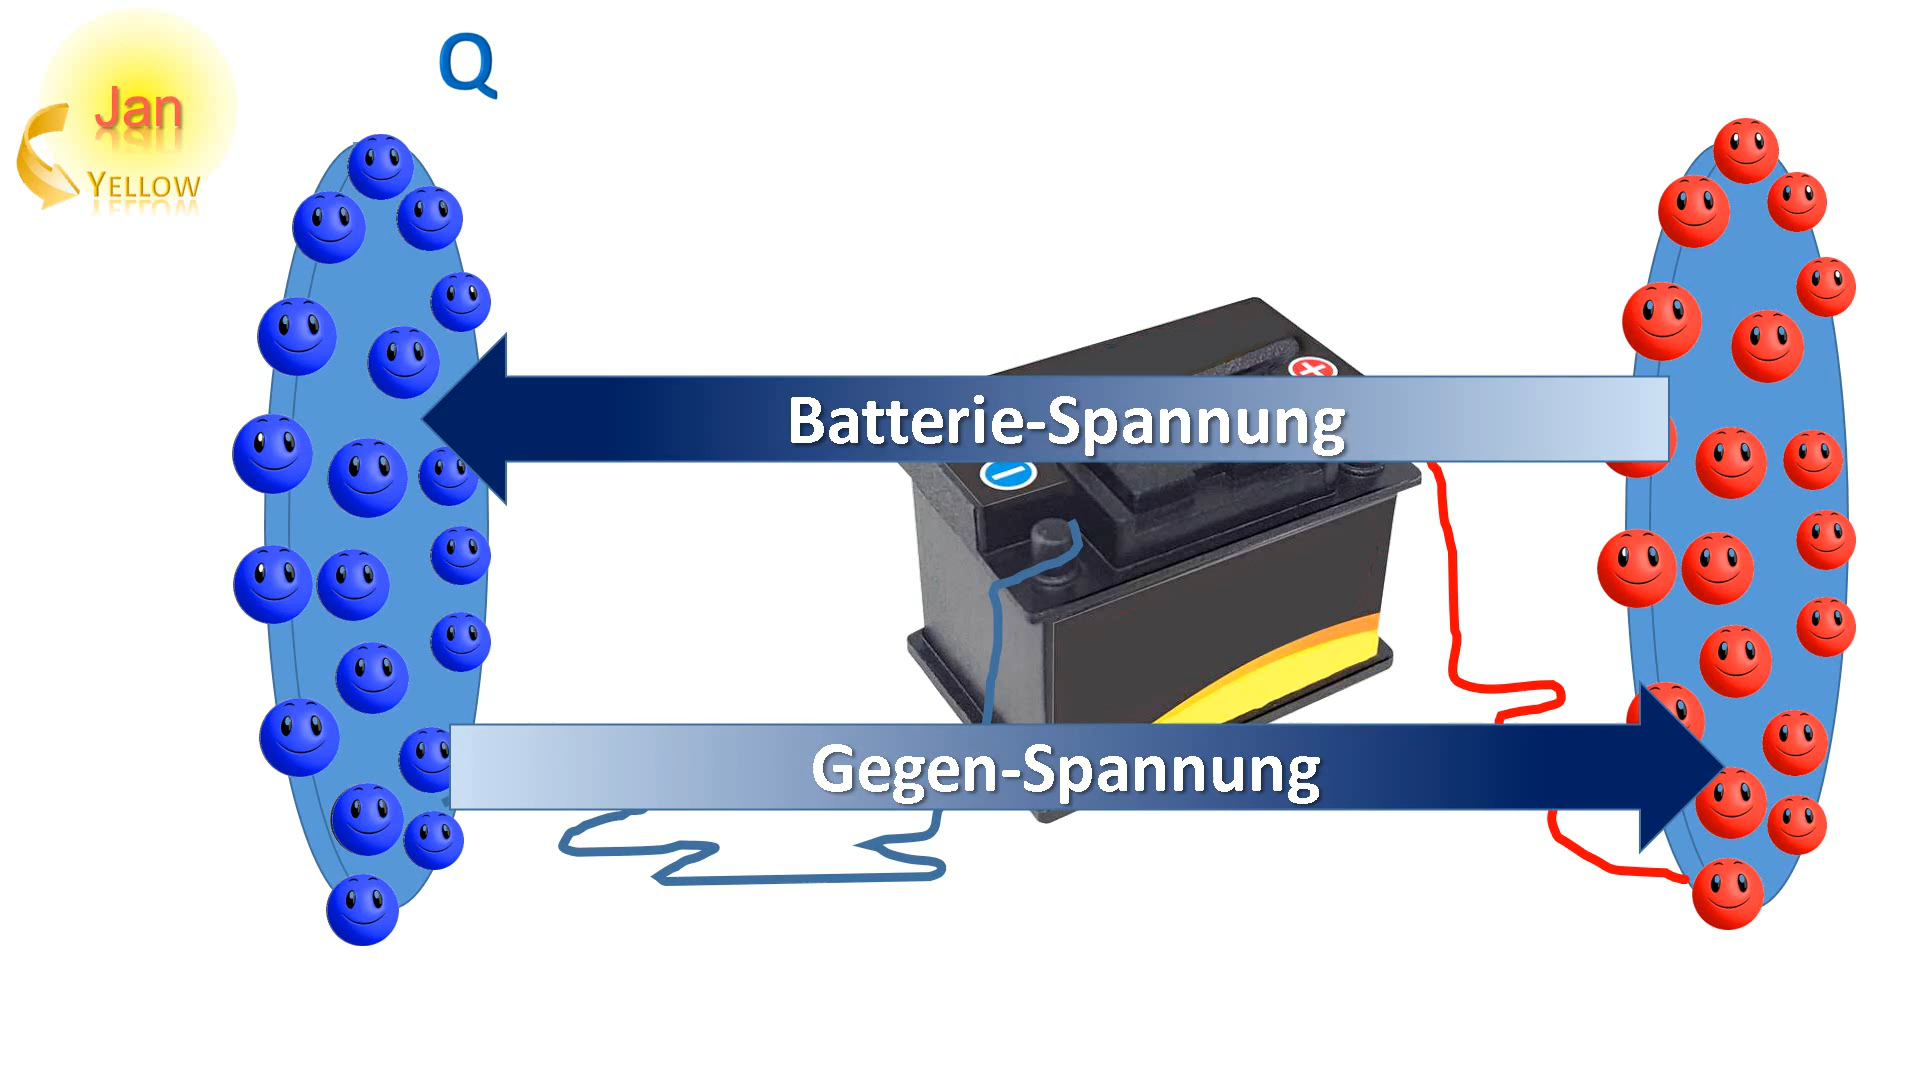 Jan
YELLOW
Q
Batterie-Spannung
Gegen-Spannung